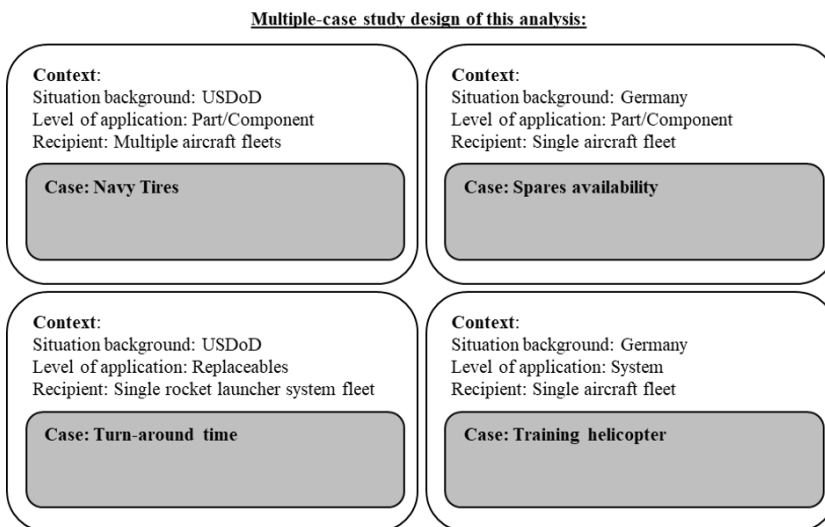 Multiple-case study design of this analysis:
Context:
Situation background: USDoD
Level of application: Part/Component
Recipient: Multiple aircraft fleets
Case: Navy Tires
Context:
Situation background: Germany
Level of application: Part/Component
Recipient: Single aircraft fleet
Case: Spares availability
Context:
Situation background: USDoD
Level of application: Replaceables
Recipient: Single rocket launcher system fleet
Case: Turn-around time
Context:
Situation background: Germany
Level of application: System
Recipient: Single aircraft fleet
Case: Training helicopter